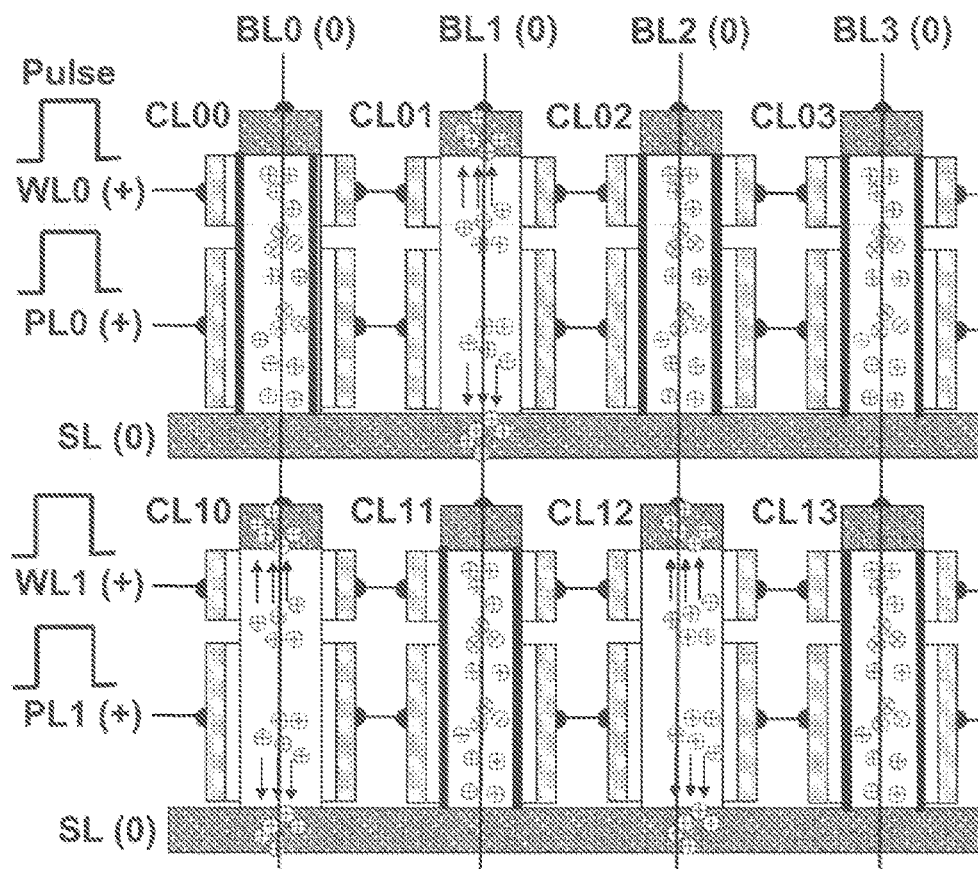 BL0 (0) BL1 (0) BL2 (0) BL3 (0)
Pulse
CL00 CL01 CL02 CL03
WL0 (+)
PL0 (+)
SL (0)
CL10 CL11 CL12 CL13
WL1 (+)
PL1 (+)
SL (0)